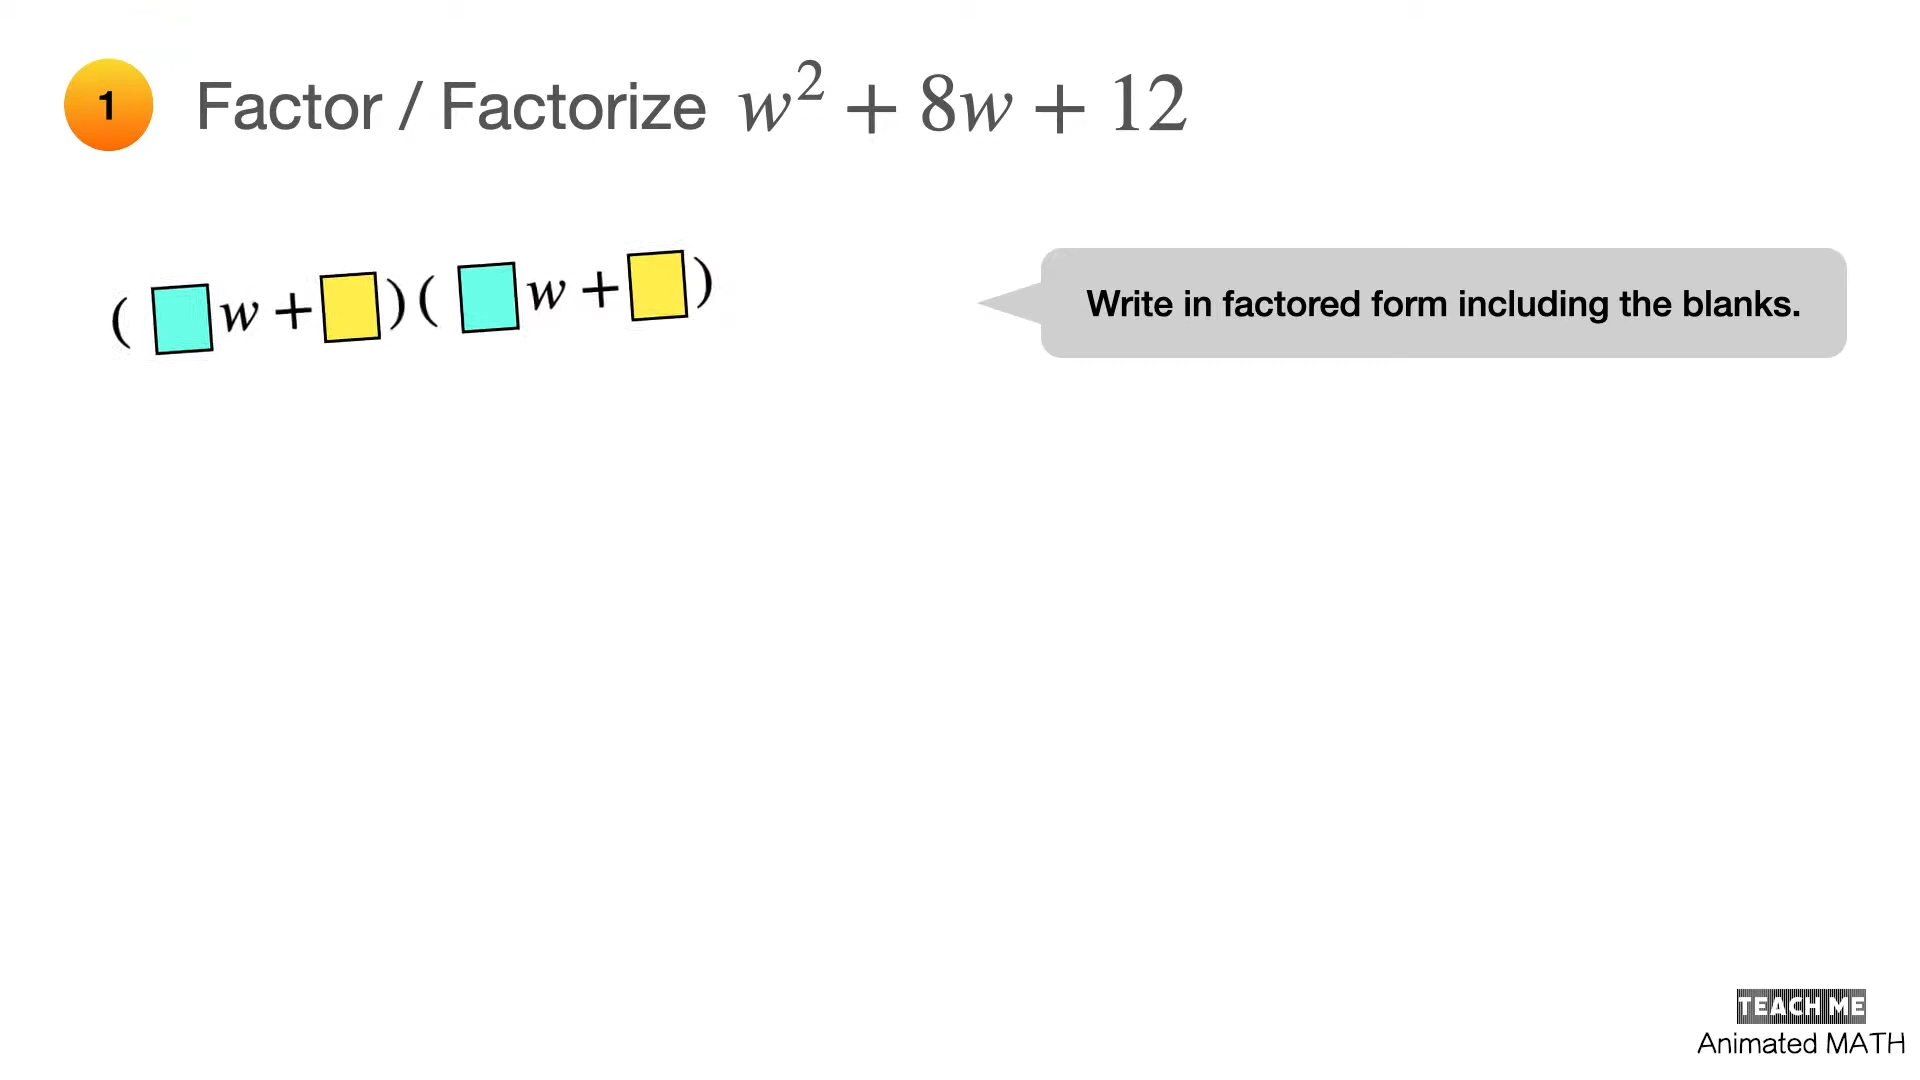 1 Factor / Factorize w² + 8w + 12
( □w + □ ) ( □w + □ )
Write in factored form including the blanks.
TEACH ME
Animated MATH